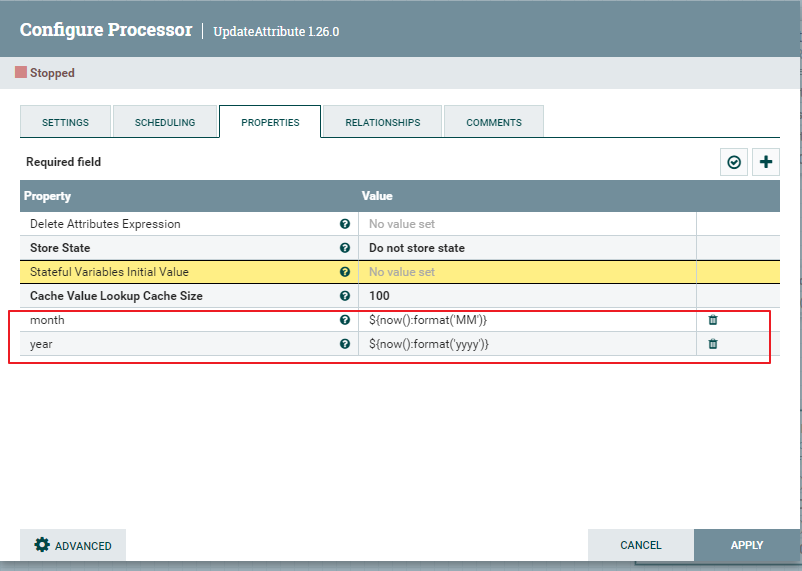 Configure Processor | UpdateAttribute 1.26.0
Stopped
SETTINGS SCHEDULING PROPERTIES RELATIONSHIPS COMMENTS
Required field
Property Value
Delete Attributes Expression No value set
Store State Do not store state
Stateful Variables Initial Value No value set
Cache Value Lookup Cache Size 100
month ${now():format('MM')}
year ${now():format('yyyy')}
ADVANCED CANCEL APPLY